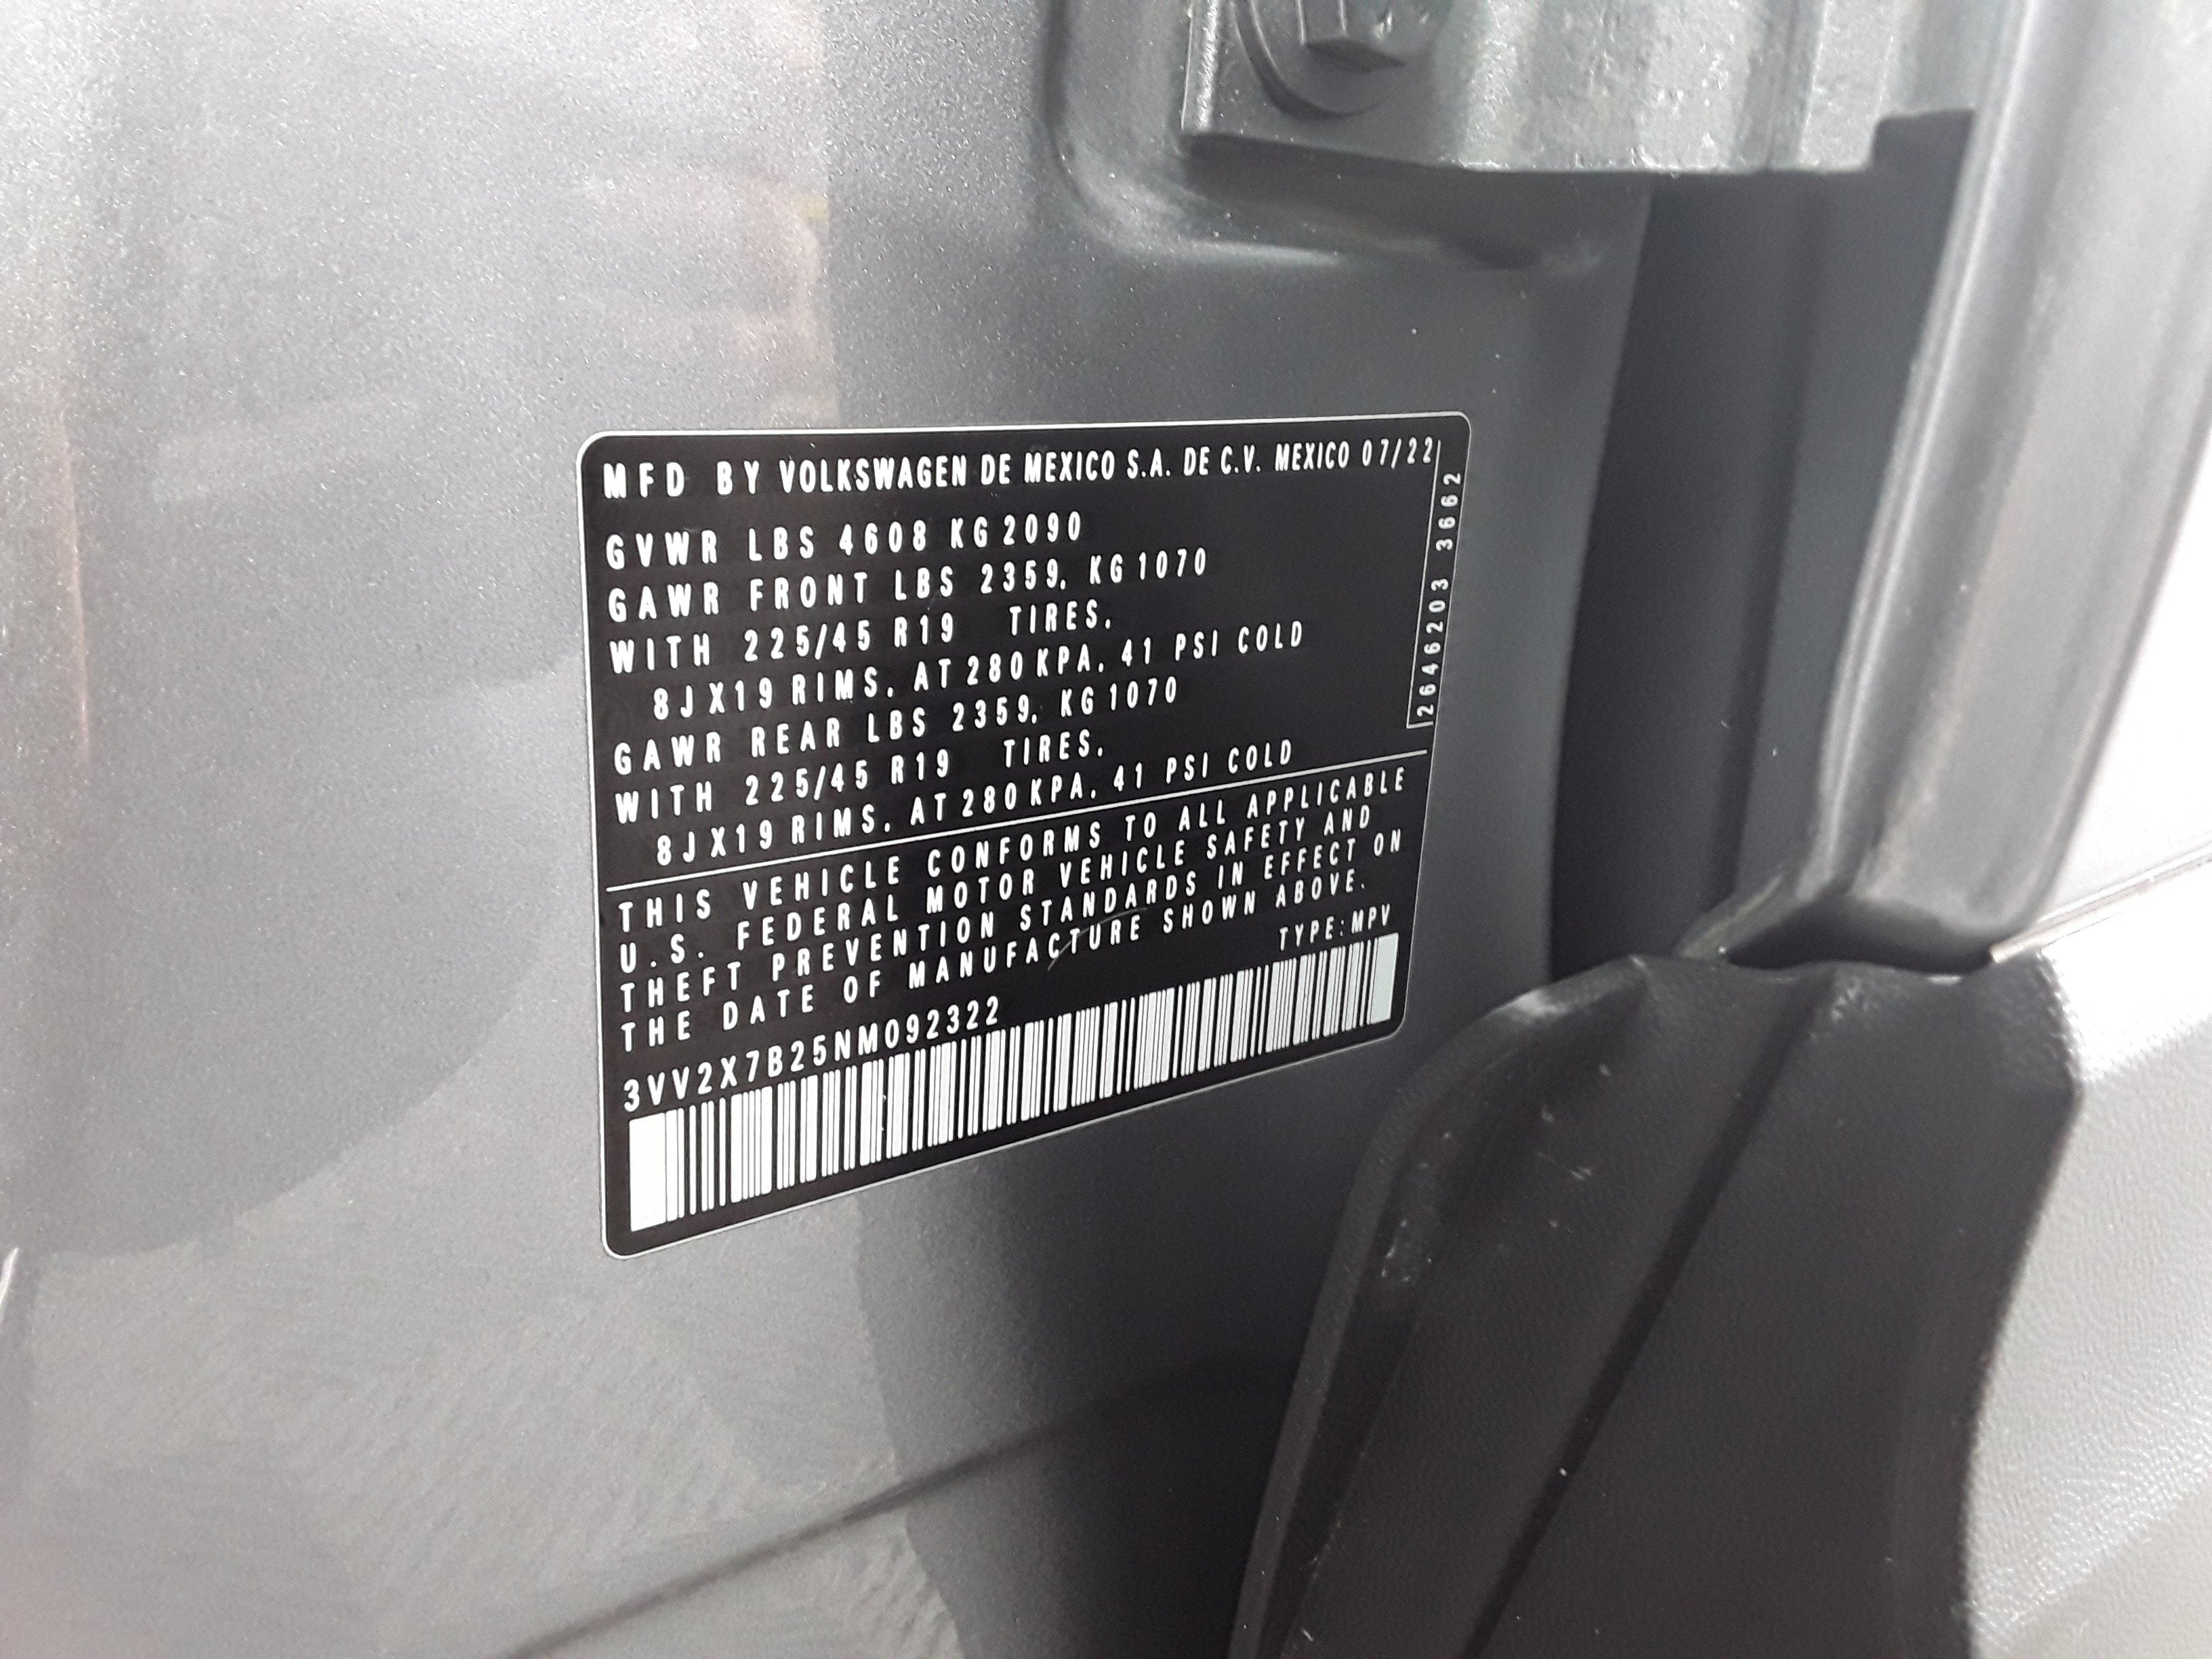 MFD BY VOLKSWAGEN DE MEXICO S.A. DE C.V. MEXICO 07/22
GVWR LBS 4608 KG 2090
GAWR FRONT LBS 2359, KG 1070
WITH 225/45 R19 TIRES,
8JX19 RIMS, AT 280 KPA, 41 PSI COLD
GAWR REAR LBS 2359, KG 1070
WITH 225/45 R19 TIRES,
8JX19 RIMS, AT 280 KPA, 41 PSI COLD
2646203 3662
THIS VEHICLE CONFORMS TO ALL APPLICABLE
U.S. FEDERAL MOTOR VEHICLE SAFETY AND
THEFT PREVENTION STANDARDS IN EFFECT ON
THE DATE OF MANUFACTURE SHOWN ABOVE.
TYPE:MPV
3VV2X7B25NM092322